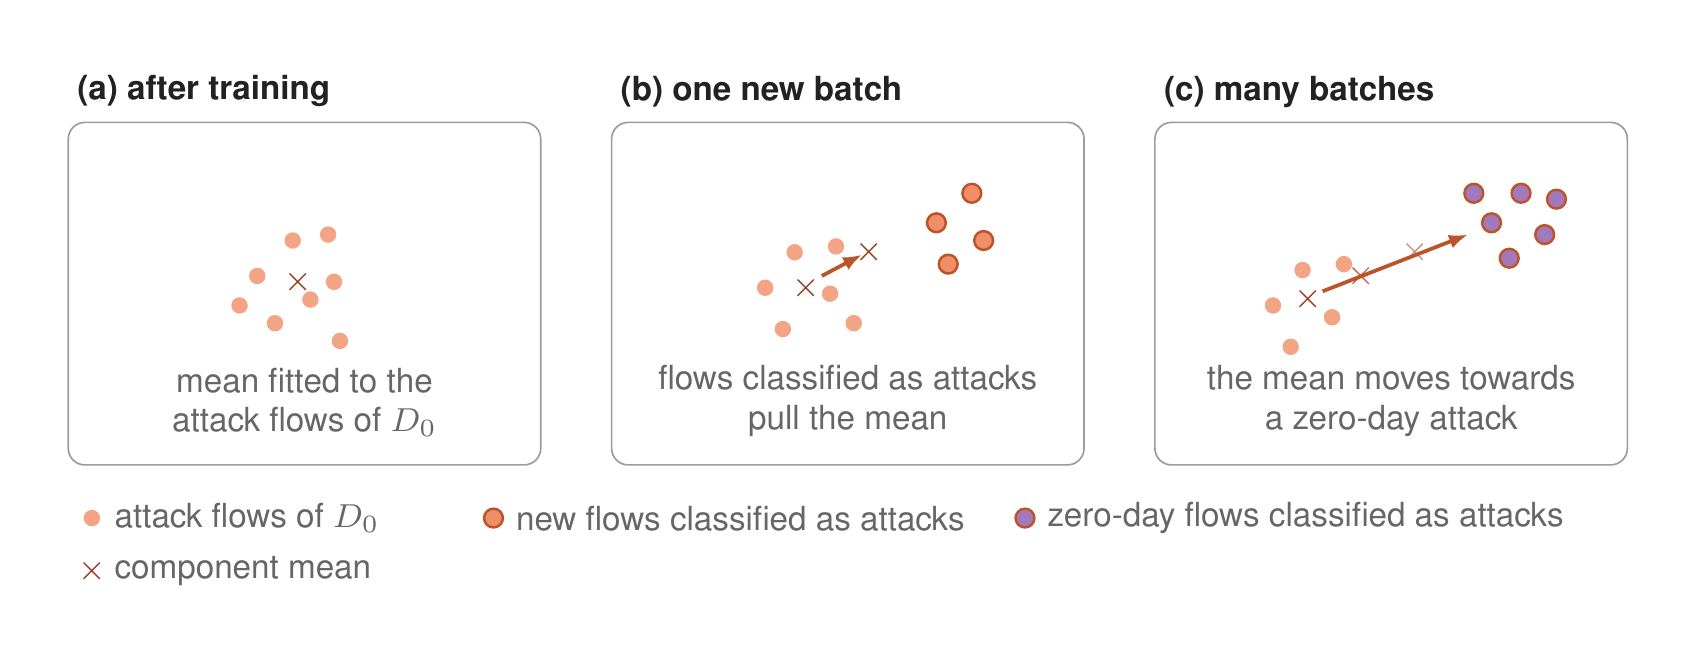 (a) after training
mean fitted to the
attack flows of D₀
(b) one new batch
flows classified as attacks
pull the mean
(c) many batches
the mean moves towards
a zero-day attack
attack flows of D₀
new flows classified as attacks
zero-day flows classified as attacks
component mean